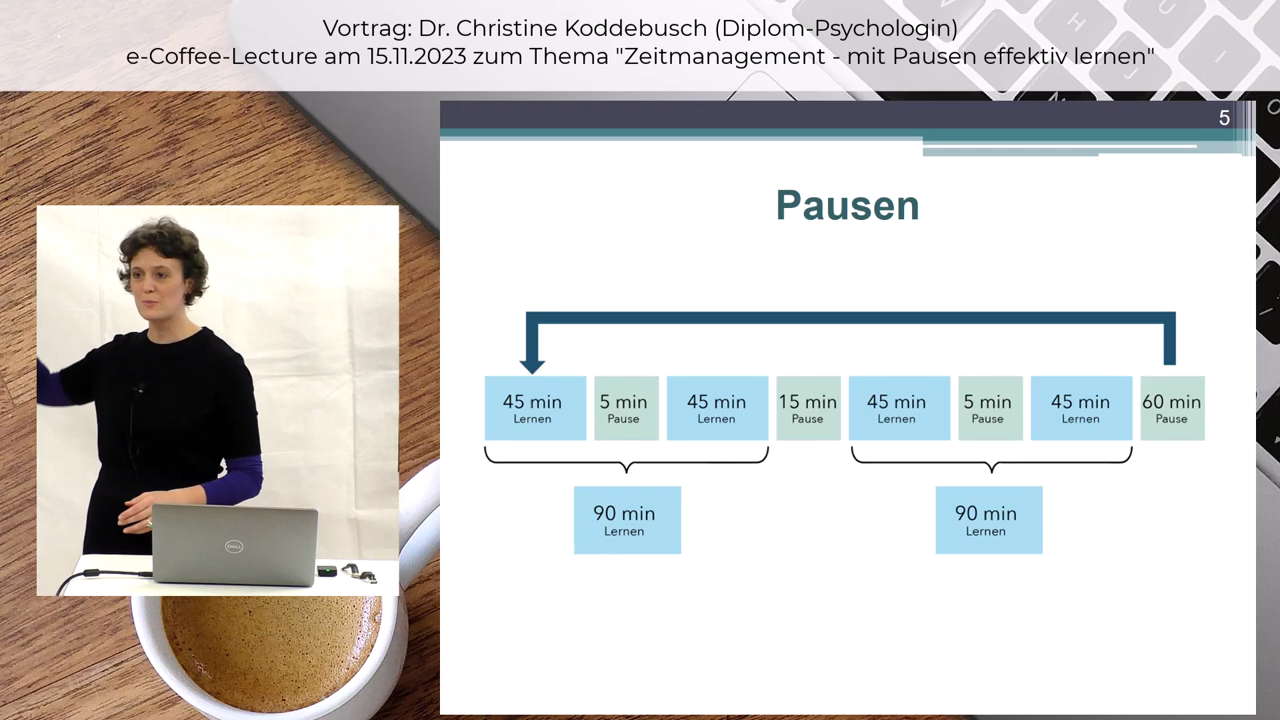 Vortrag: Dr. Christine Koddebusch (Diplom-Psychologin)
e-Coffee-Lecture am 15.11.2023 zum Thema "Zeitmanagement - mit Pausen effektiv lernen"
5
Pausen
45 min 5 min 45 min 15 min 45 min 5 min 45 min 60 min
Lernen Pause Lernen Pause Lernen Pause Lernen Pause
90 min 90 min
Lernen Lernen
DELL